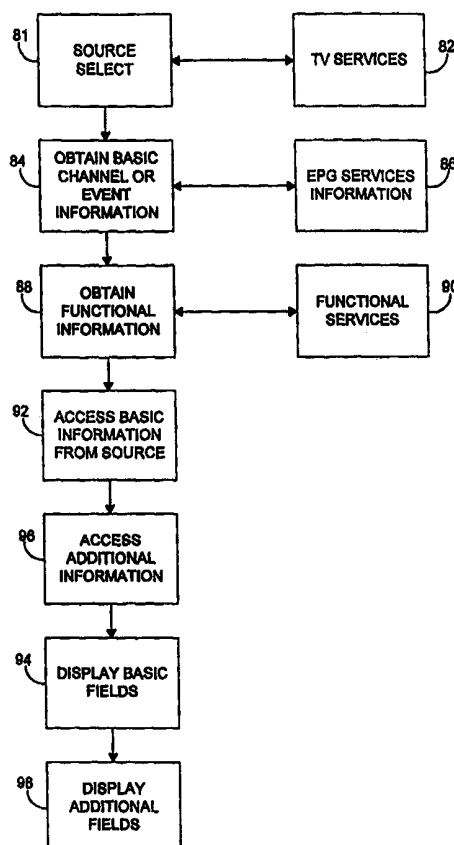 81
SOURCE
SELECT
TV SERVICES
82
84
OBTAIN BASIC
CHANNEL OR
EVENT
INFORMATION
EPG SERVICES
INFORMATION
86
88
OBTAIN
FUNCTIONAL
INFORMATION
FUNCTIONAL
SERVICES
90
92
ACCESS BASIC
INFORMATION
FROM SOURCE
96
ACCESS
ADDITIONAL
INFORMATION
94
DISPLAY BASIC
FIELDS
98
DISPLAY
ADDITIONAL
FIELDS